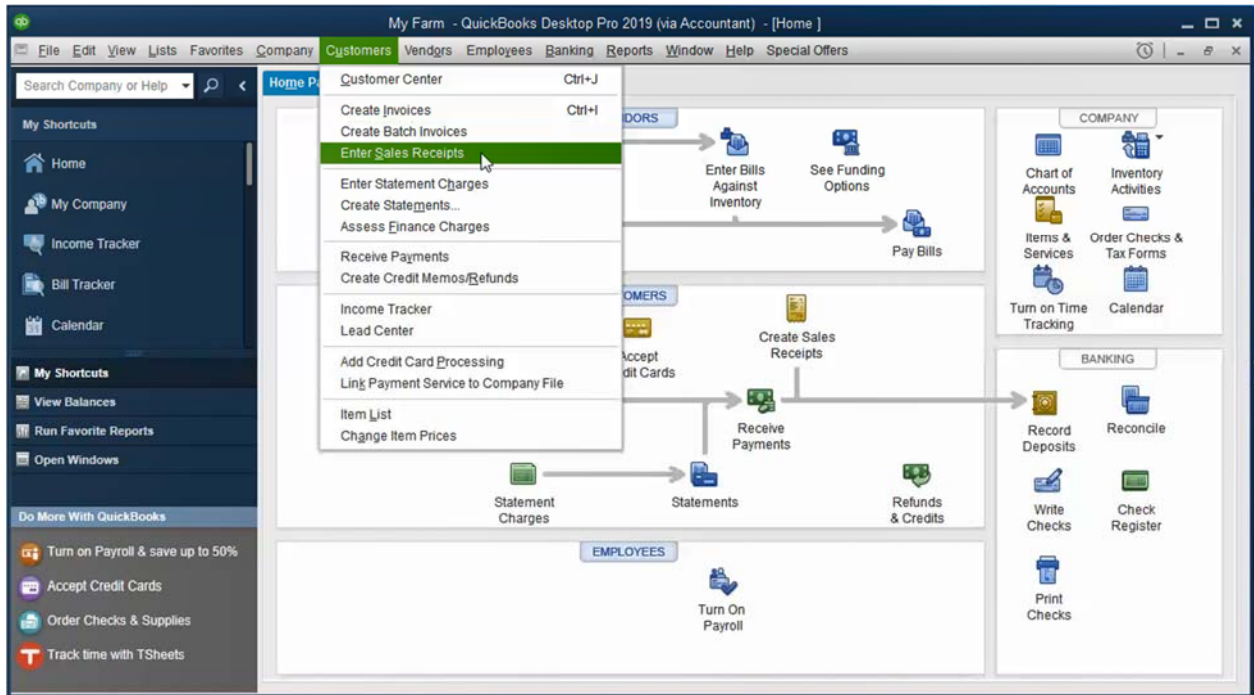 qb
My Farm - QuickBooks Desktop Pro 2019 (via Accountant) - [Home ]
File Edit View Lists Favorites Company Customers Vendors Employees Banking Reports Window Help Special Offers
Search Company or Help
My Shortcuts
Home
My Company
Income Tracker
Bill Tracker
Calendar
My Shortcuts
View Balances
Run Favorite Reports
Open Windows
Do More With QuickBooks
Turn on Payroll & save up to 50%
Accept Credit Cards
Order Checks & Supplies
Track time with TSheets
Home Pa
Customer Center Ctrl+J
Create Invoices Ctrl+I
Create Batch Invoices
Enter Sales Receipts
Enter Statement Charges
Create Statements...
Assess Finance Charges
Receive Payments
Create Credit Memos/Refunds
Income Tracker
Lead Center
Add Credit Card Processing
Link Payment Service to Company File
Item List
Change Item Prices
DORS
Enter Bills
Against
Inventory
See Funding
Options
Pay Bills
OMERS
Accept
dit Cards
Create Sales
Receipts
Receive
Payments
Statement
Charges
Statements
Refunds
& Credits
EMPLOYEES
Turn On
Payroll
COMPANY
Chart of
Accounts
Inventory
Activities
Items &
Services
Order Checks &
Tax Forms
Turn on Time
Tracking
Calendar
BANKING
Record
Deposits
Reconcile
Write
Checks
Check
Register
Print
Checks